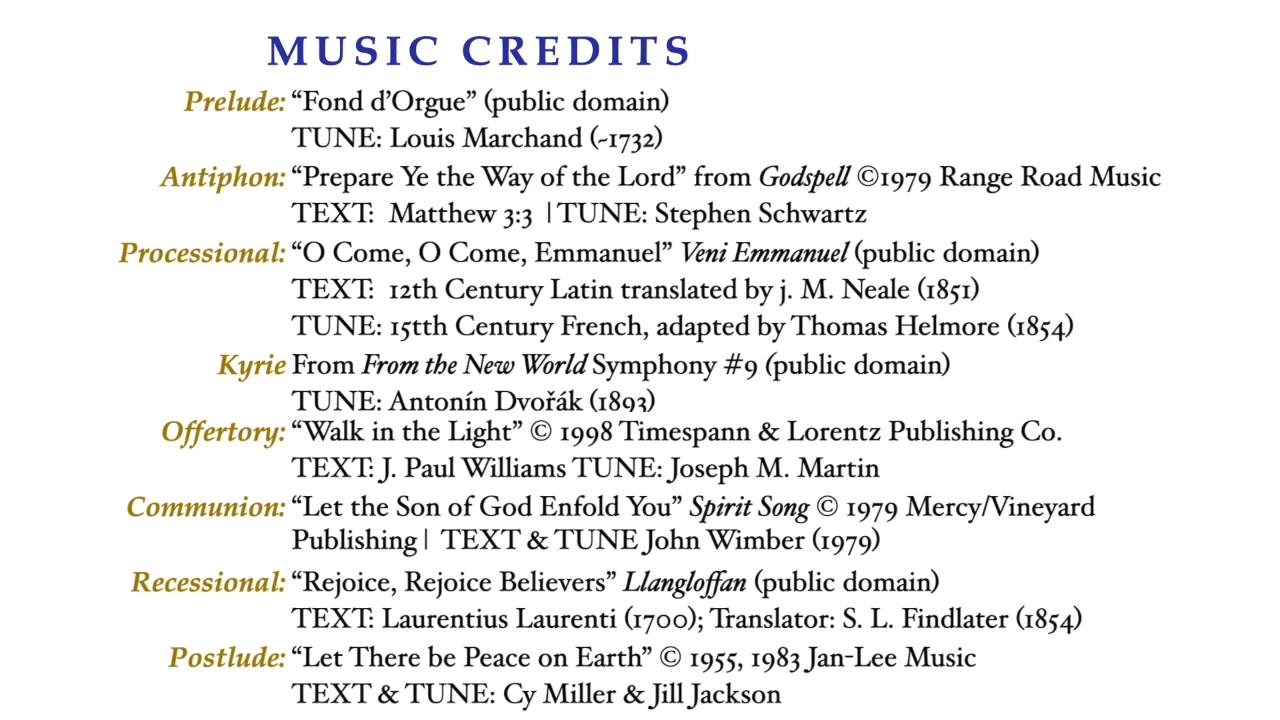 MUSIC CREDITS
Prelude: “Fond d’Orgue” (public domain)
TUNE: Louis Marchand (~1732)
Antiphon: “Prepare Ye the Way of the Lord” from Godspell ©1979 Range Road Music
TEXT: Matthew 3:3 | TUNE: Stephen Schwartz
Processional: “O Come, O Come, Emmanuel” Veni Emmanuel (public domain)
TEXT: 12th Century Latin translated by j. M. Neale (1851)
TUNE: 15tth Century French, adapted by Thomas Helmore (1854)
Kyrie From From the New World Symphony #9 (public domain)
TUNE: Antonín Dvořák (1893)
Offertory: “Walk in the Light” © 1998 Timespann & Lorentz Publishing Co.
TEXT: J. Paul Williams TUNE: Joseph M. Martin
Communion: “Let the Son of God Enfold You” Spirit Song © 1979 Mercy/Vineyard
Publishing | TEXT & TUNE John Wimber (1979)
Recessional: “Rejoice, Rejoice Believers” Llangloffan (public domain)
TEXT: Laurentius Laurenti (1700); Translator: S. L. Findlater (1854)
Postlude: “Let There be Peace on Earth” © 1955, 1983 Jan-Lee Music
TEXT & TUNE: Cy Miller & Jill Jackson